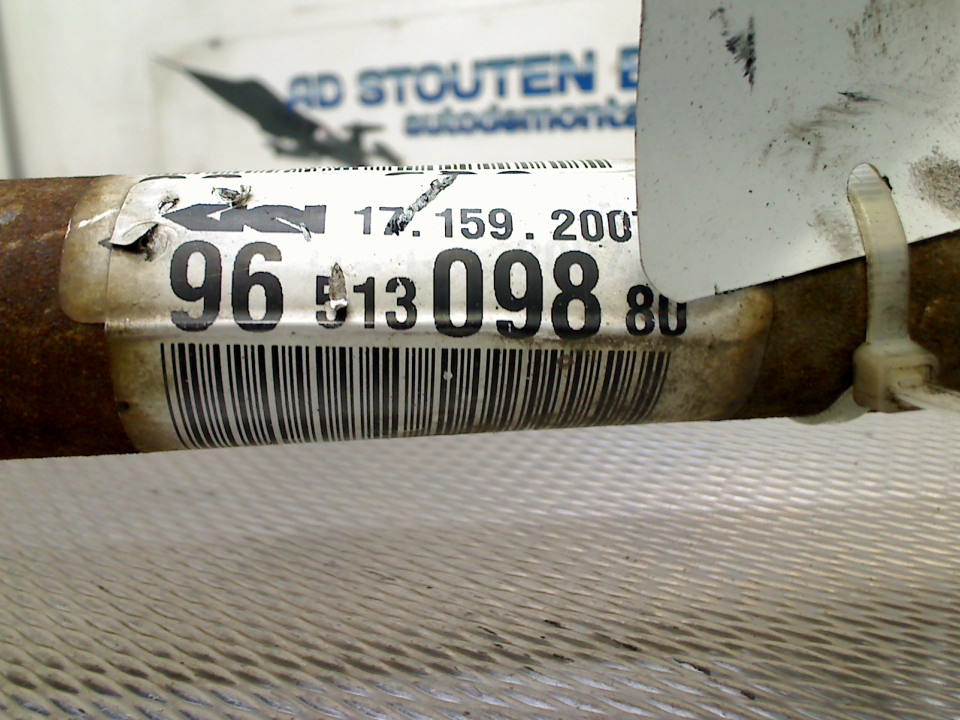 AD STOUTEN B
autodemonta
17.159.2007
96 513 098 80